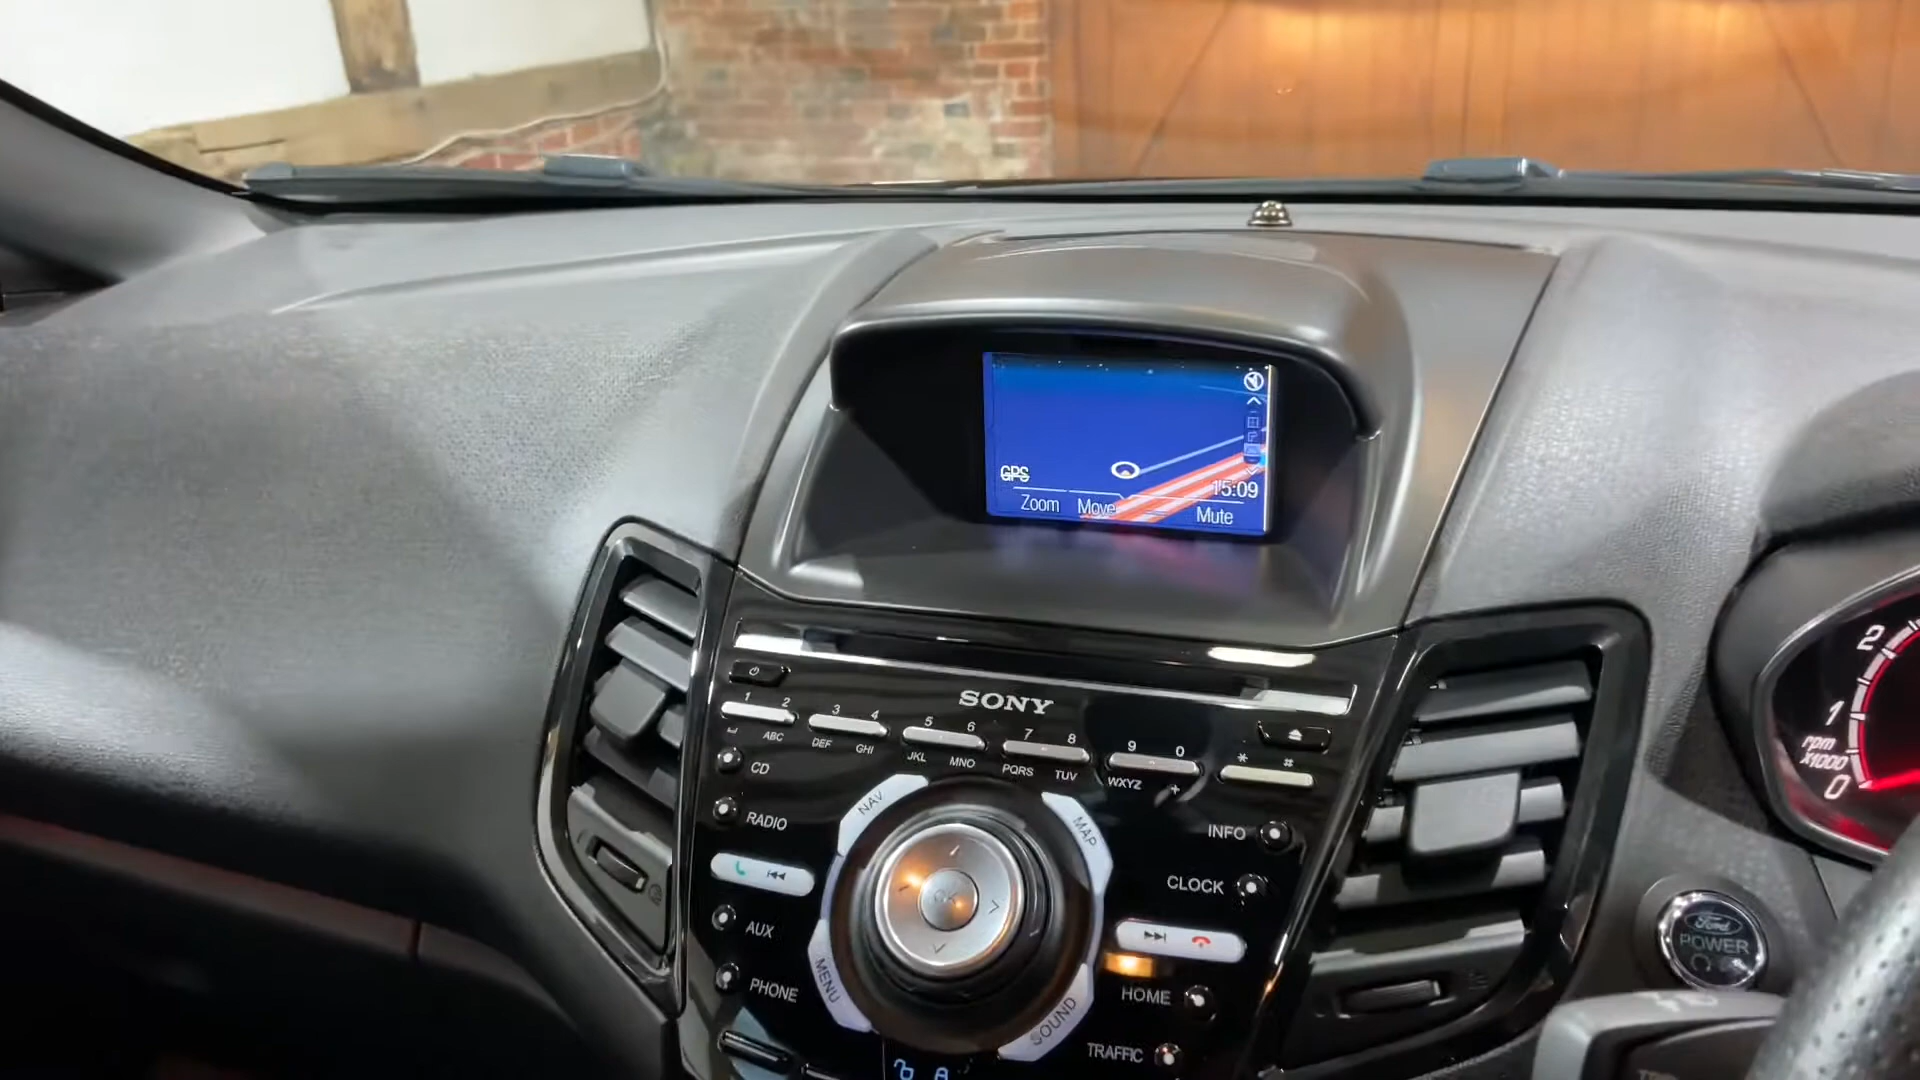 GPS
15:09
Zoom Move Mute
SONY
1 2 3 4 5 6 7 8 9 0 * #
ABC DEF GHI JKL MNO PQRS TUV WXYZ +
CD
RADIO
AUX
PHONE
NAV
MAP
MENU
SOUND
OK
INFO
CLOCK
HOME
TRAFFIC
2
1
rpm
x1000
0
Ford
POWER